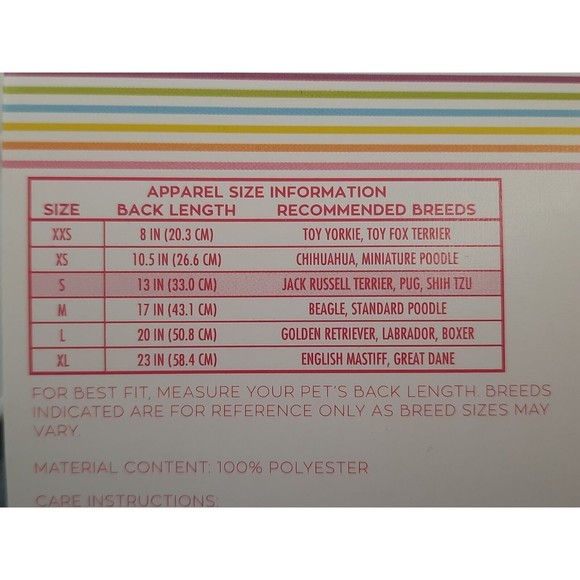 APPAREL SIZE INFORMATION
SIZE BACK LENGTH RECOMMENDED BREEDS
XXS 8 IN (20.3 CM) TOY YORKIE, TOY FOX TERRIER
XS 10.5 IN (26.6 CM) CHIHUAHUA, MINIATURE POODLE
S 13 IN (33.0 CM) JACK RUSSELL TERRIER, PUG, SHIH TZU
M 17 IN (43.1 CM) BEAGLE, STANDARD POODLE
L 20 IN (50.8 CM) GOLDEN RETRIEVER, LABRADOR, BOXER
XL 23 IN (58.4 CM) ENGLISH MASTIFF, GREAT DANE
FOR BEST FIT, MEASURE YOUR PET'S BACK LENGTH. BREEDS
INDICATED ARE FOR REFERENCE ONLY AS BREED SIZES MAY
VARY.
MATERIAL CONTENT: 100% POLYESTER
CARE INSTRUCTIONS: